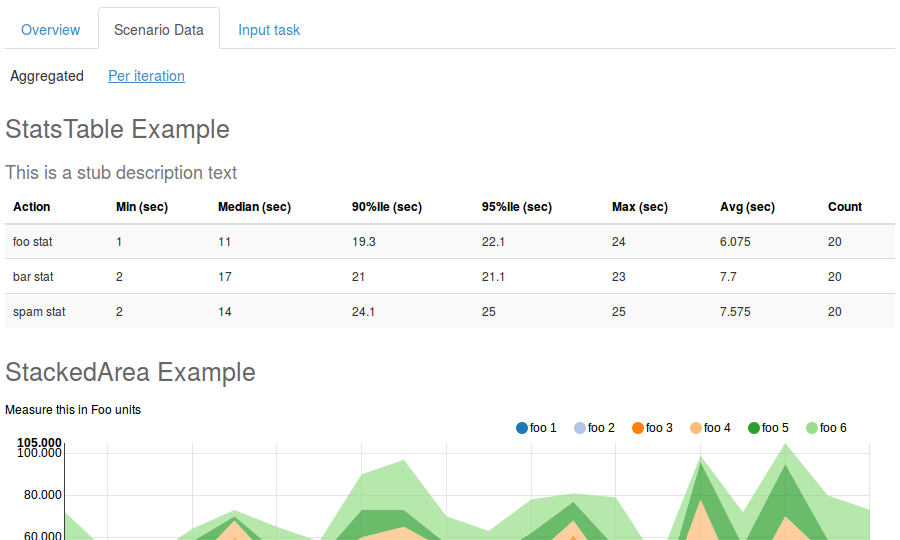 Overview Scenario Data Input task
Aggregated Per iteration
StatsTable Example
This is a stub description text
Action Min (sec) Median (sec) 90%ile (sec) 95%ile (sec) Max (sec) Avg (sec) Count
foo stat 1 11 19.3 22.1 24 6.075 20
bar stat 2 17 21 21.1 23 7.7 20
spam stat 2 14 24.1 25 25 7.575 20
StackedArea Example
Measure this in Foo units
foo 1 foo 2 foo 3 foo 4 foo 5 foo 6
105.000
100.000
80.000
60.000